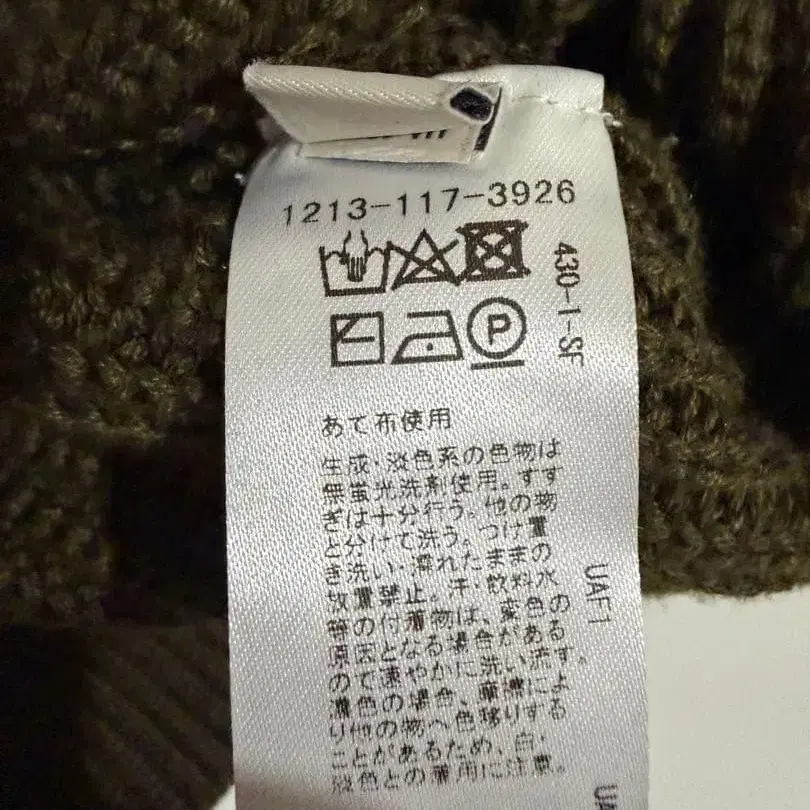 1213-117-3926
430-1-SF
P
あて布使用
生成・淡色系の色物は
無蛍光洗剤使用。すす
ぎは十分行う。他の物
と分けて洗う。つけ置
き洗い・濡れたままの
放置禁止。汗・飲料水
等の付着物は、変色の
原因となる場合がある
ので速やかに洗い流す。
濃色の場合、摩擦によ
り他の物へ色移りする
ことがあるため、白・
淡色との着用に注意。
UAF1
UA